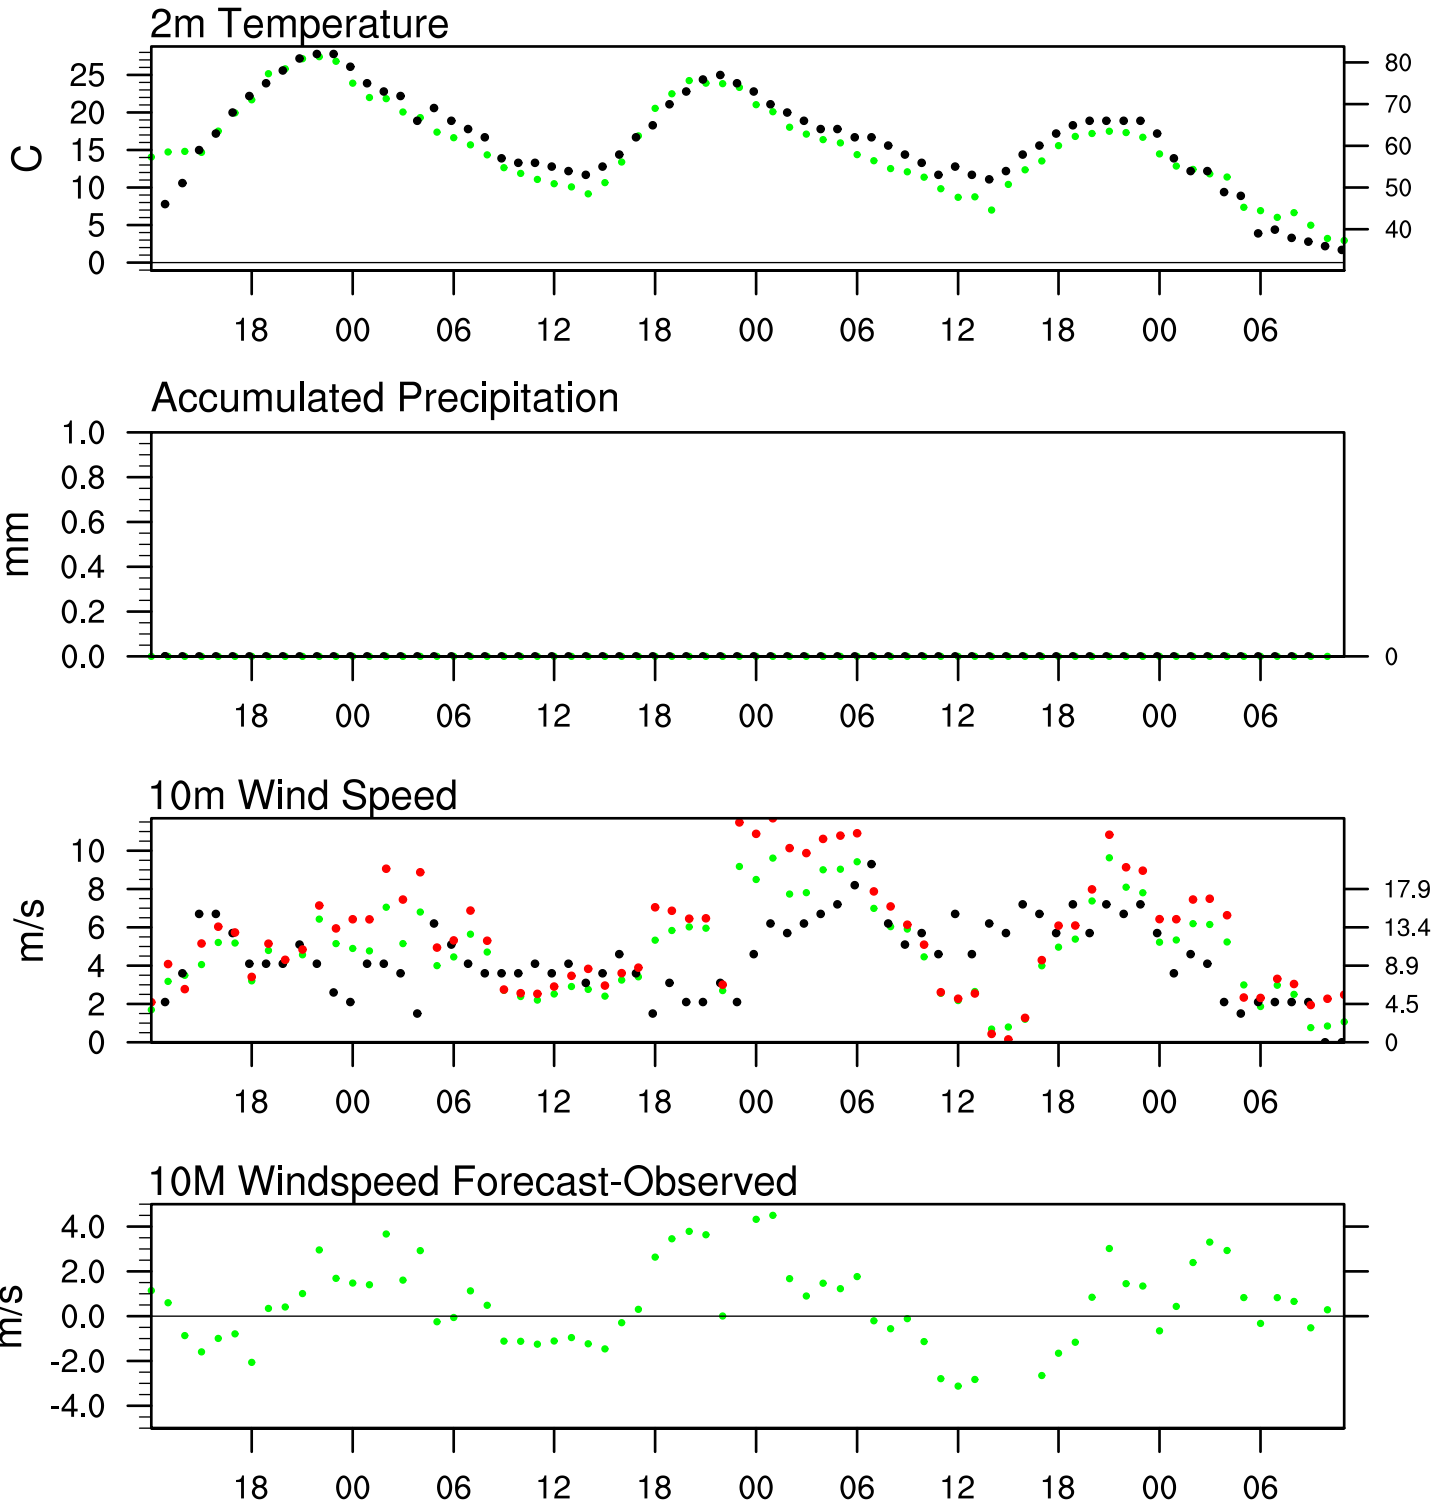 2m Temperature
25
20
15
10
5
0
C
80
70
60
50
40
18 00 06 12 18 00 06 12 18 00 06
Accumulated Precipitation
1.0
0.8
0.6
0.4
0.2
0.0
mm
0
18 00 06 12 18 00 06 12 18 00 06
10m Wind Speed
10
8
6
4
2
0
m/s
17.9
13.4
8.9
4.5
0
18 00 06 12 18 00 06 12 18 00 06
10M Windspeed Forecast-Observed
4.0
2.0
0.0
-2.0
-4.0
m/s
18 00 06 12 18 00 06 12 18 00 06